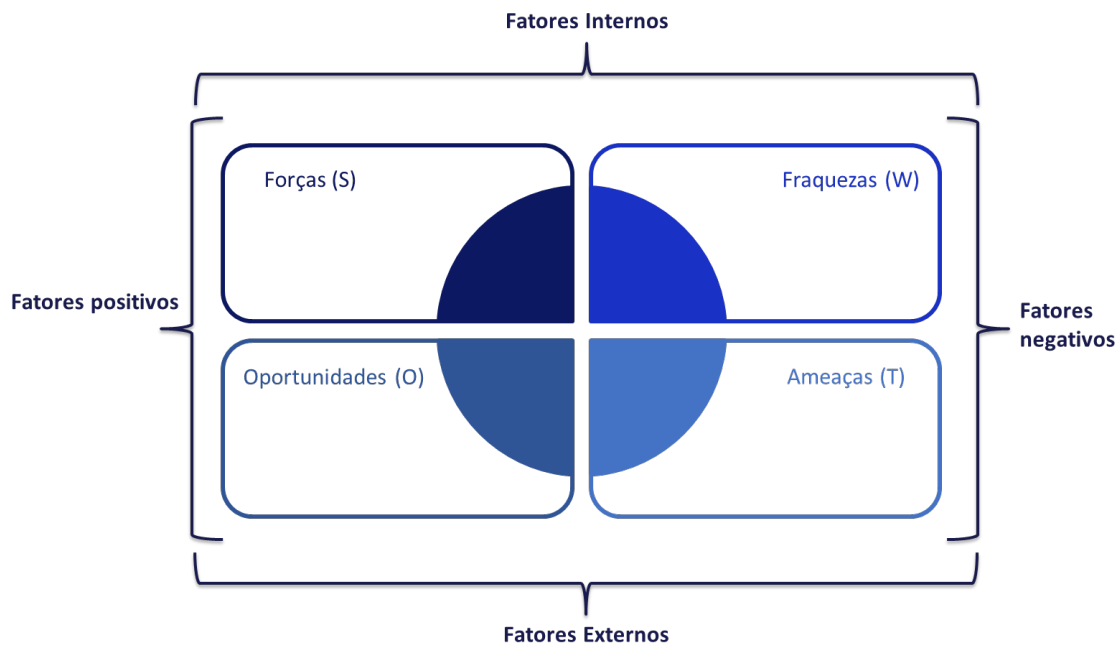 Fatores Internos
Forças (S)
Fraquezas (W)
Fatores positivos
Fatores
negativos
Oportunidades (O)
Ameaças (T)
Fatores Externos